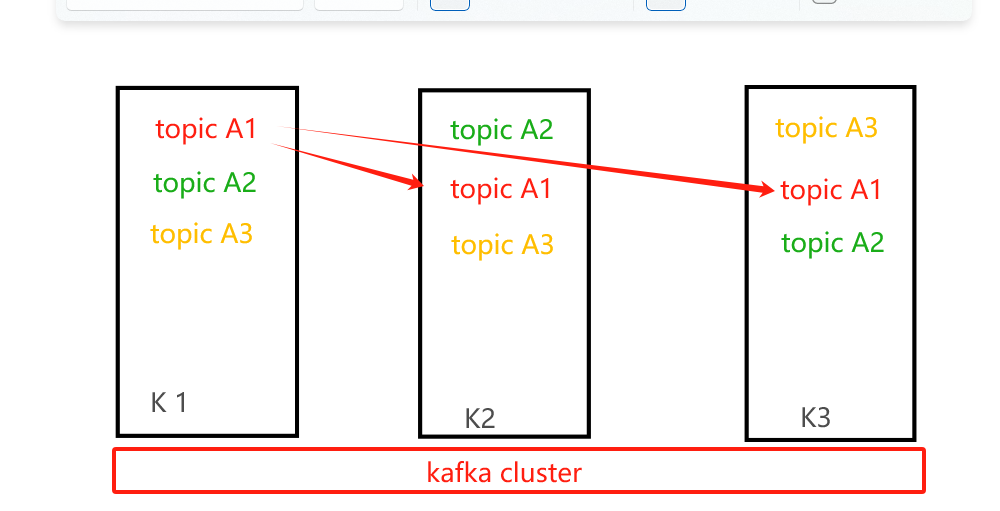 topic A1
topic A2
topic A3
K 1
topic A2
topic A1
topic A3
K2
topic A3
topic A1
topic A2
K3
kafka cluster